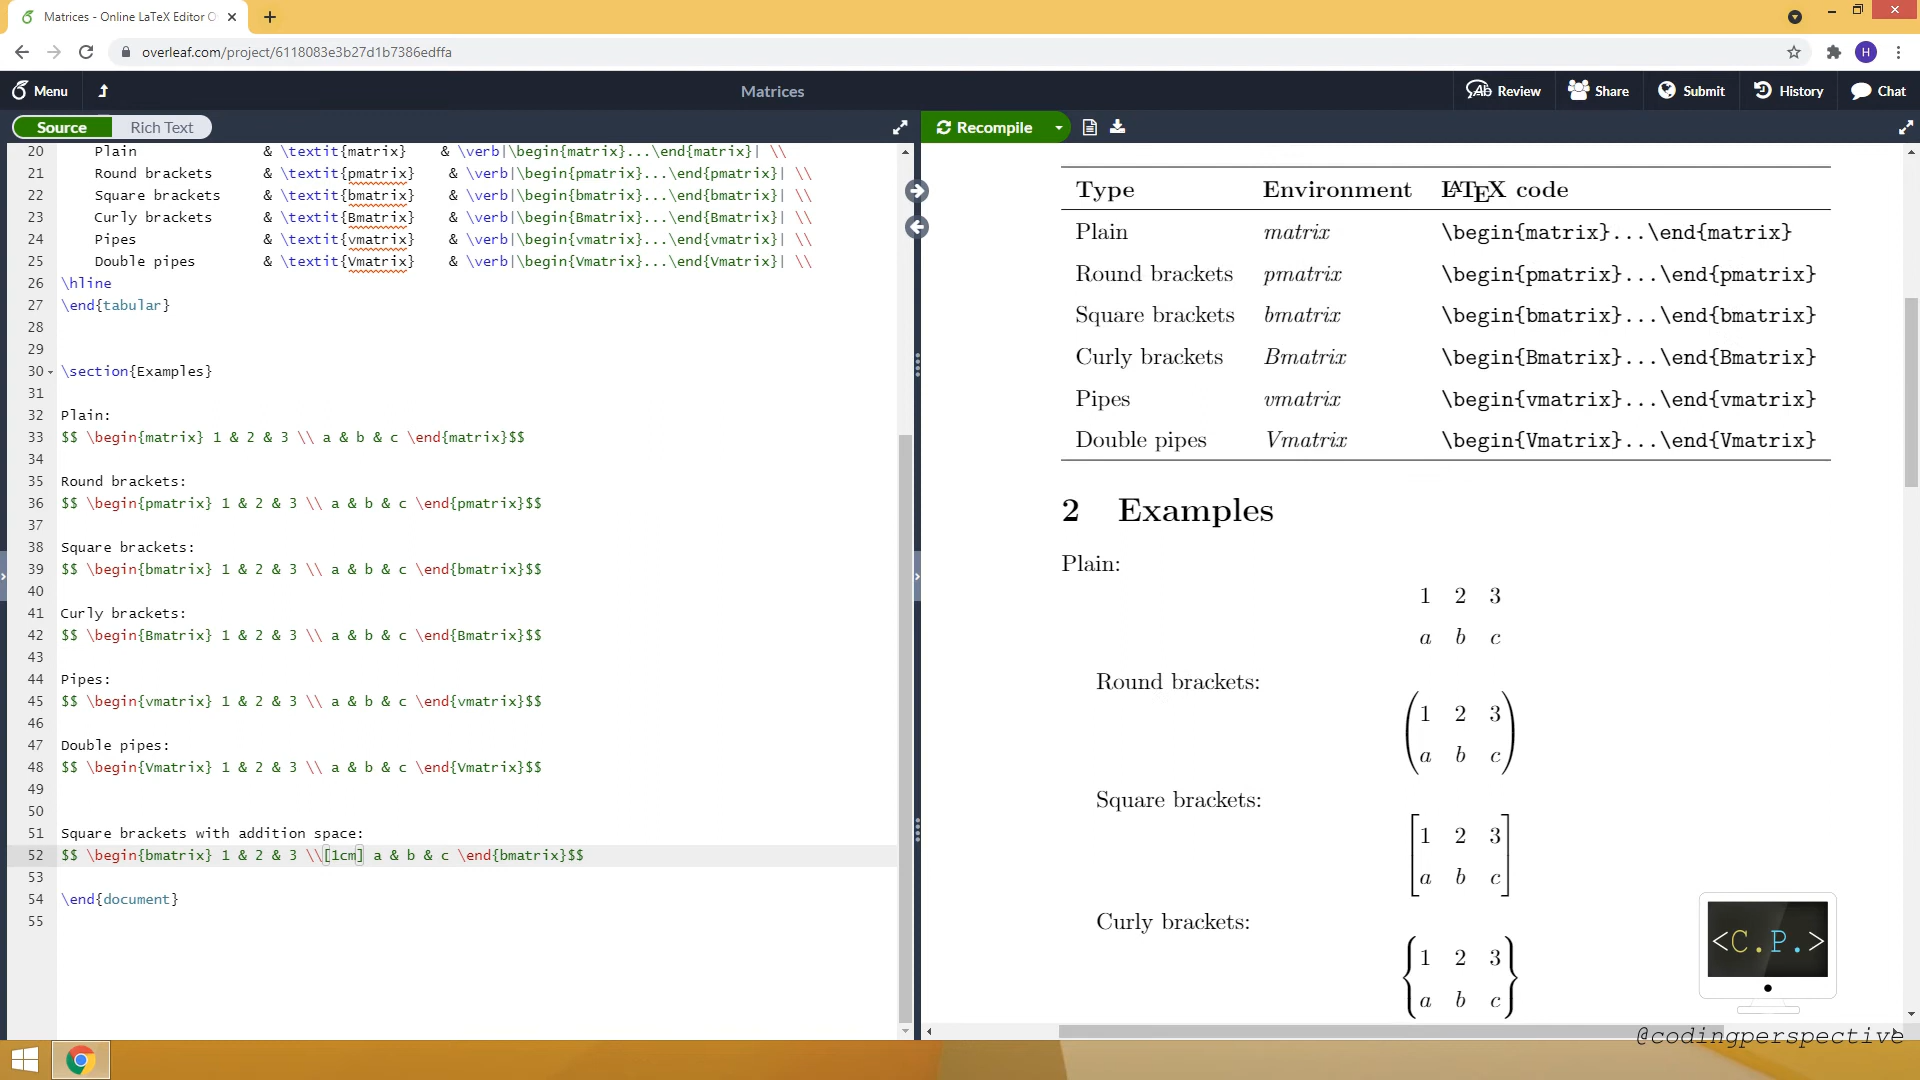 Matrices - Online LaTeX Editor O
overleaf.com/project/6118083e3b27d1b7386edffa
H
Menu
Matrices
Review
Share
Submit
History
Chat
Source
Rich Text
Recompile
20 Plain & \textit{matrix} & \verb|\begin{matrix}...\end{matrix}| \\
21 Round brackets & \textit{pmatrix} & \verb|\begin{pmatrix}...\end{pmatrix}| \\
22 Square brackets & \textit{bmatrix} & \verb|\begin{bmatrix}...\end{bmatrix}| \\
23 Curly brackets & \textit{Bmatrix} & \verb|\begin{Bmatrix}...\end{Bmatrix}| \\
24 Pipes & \textit{vmatrix} & \verb|\begin{vmatrix}...\end{vmatrix}| \\
25 Double pipes & \textit{Vmatrix} & \verb|\begin{Vmatrix}...\end{Vmatrix}| \\
26 \hline
27 \end{tabular}
28
29
30 \section{Examples}
31
32 Plain:
33 $$ \begin{matrix} 1 & 2 & 3 \\ a & b & c \end{matrix}$$
34
35 Round brackets:
36 $$ \begin{pmatrix} 1 & 2 & 3 \\ a & b & c \end{pmatrix}$$
37
38 Square brackets:
39 $$ \begin{bmatrix} 1 & 2 & 3 \\ a & b & c \end{bmatrix}$$
40
41 Curly brackets:
42 $$ \begin{Bmatrix} 1 & 2 & 3 \\ a & b & c \end{Bmatrix}$$
43
44 Pipes:
45 $$ \begin{vmatrix} 1 & 2 & 3 \\ a & b & c \end{vmatrix}$$
46
47 Double pipes:
48 $$ \begin{Vmatrix} 1 & 2 & 3 \\ a & b & c \end{Vmatrix}$$
49
50
51 Square brackets with addition space:
52 $$ \begin{bmatrix} 1 & 2 & 3 \\[1cm] a & b & c \end{bmatrix}$$
53
54 \end{document}
55
Type Environment LATEX code
Plain matrix \begin{matrix}...\end{matrix}
Round brackets pmatrix \begin{pmatrix}...\end{pmatrix}
Square brackets bmatrix \begin{bmatrix}...\end{bmatrix}
Curly brackets Bmatrix \begin{Bmatrix}...\end{Bmatrix}
Pipes vmatrix \begin{vmatrix}...\end{vmatrix}
Double pipes Vmatrix \begin{Vmatrix}...\end{Vmatrix}
2 Examples
Plain:
1 2 3
a b c
Round brackets:
1 2 3
a b c
Square brackets:
1 2 3
a b c
Curly brackets:
1 2 3
a b c
<C.P.>
@codingperspective